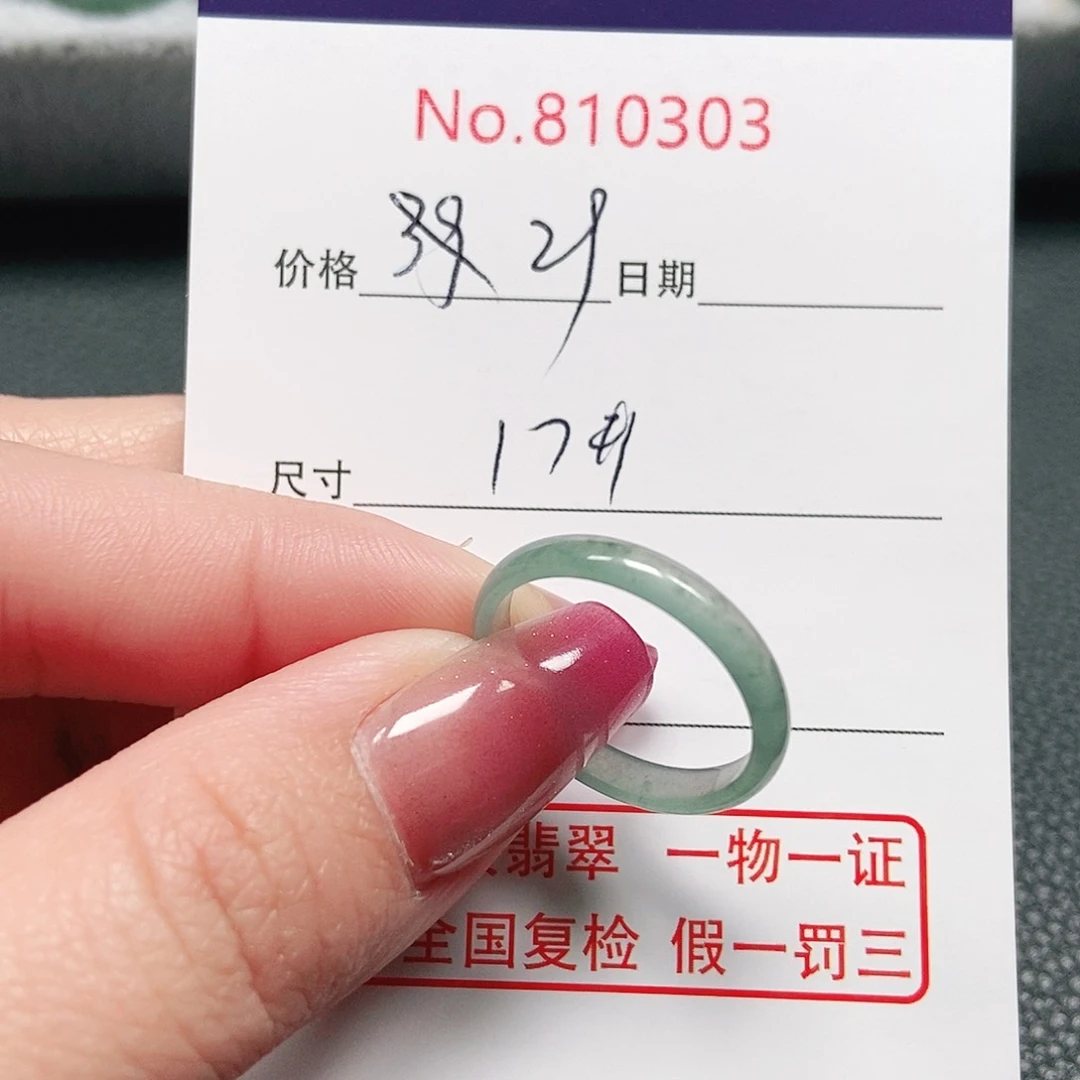 No.810303
价格 日期
尺寸 17
翡翠 一物一证
全国复检 假一罚三